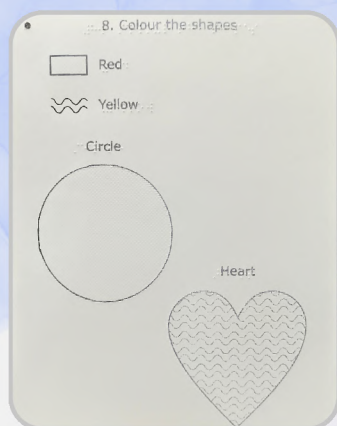 8. Colour the shapes
Red
Yellow
Circle
Heart